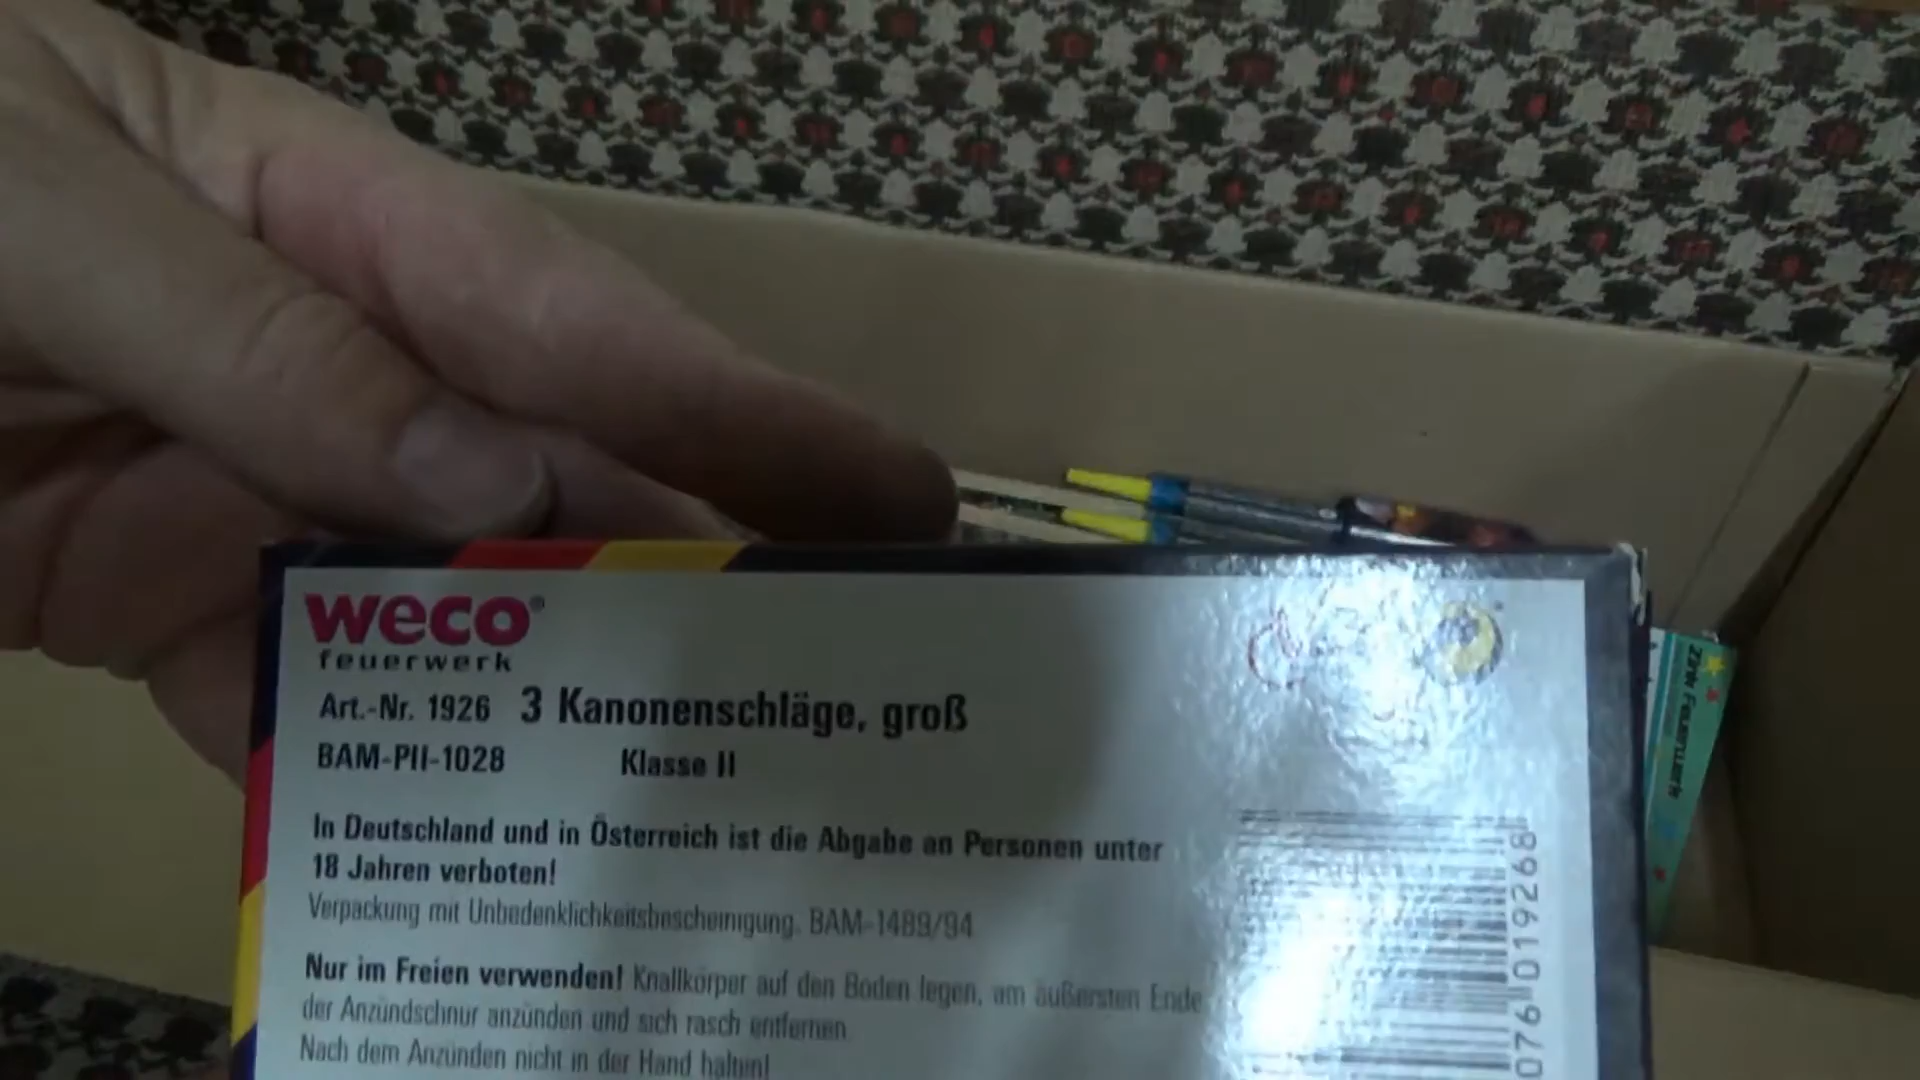 weco®
feuerwerk
Art.-Nr. 1926 3 Kanonenschläge, groß
BAM-PII-1028 Klasse II
In Deutschland und in Österreich ist die Abgabe an Personen unter
18 Jahren verboten!
Verpackung mit Unbedenklichkeitsbescheinigung. BAM-1489/94
Nur im Freien verwenden! Knallkörper auf den Boden legen, am äußersten Ende
der Anzündschnur anzünden und sich rasch entfernen
Nach dem Anzünden nicht in der Hand halten!
076 019268
Feuerwerk